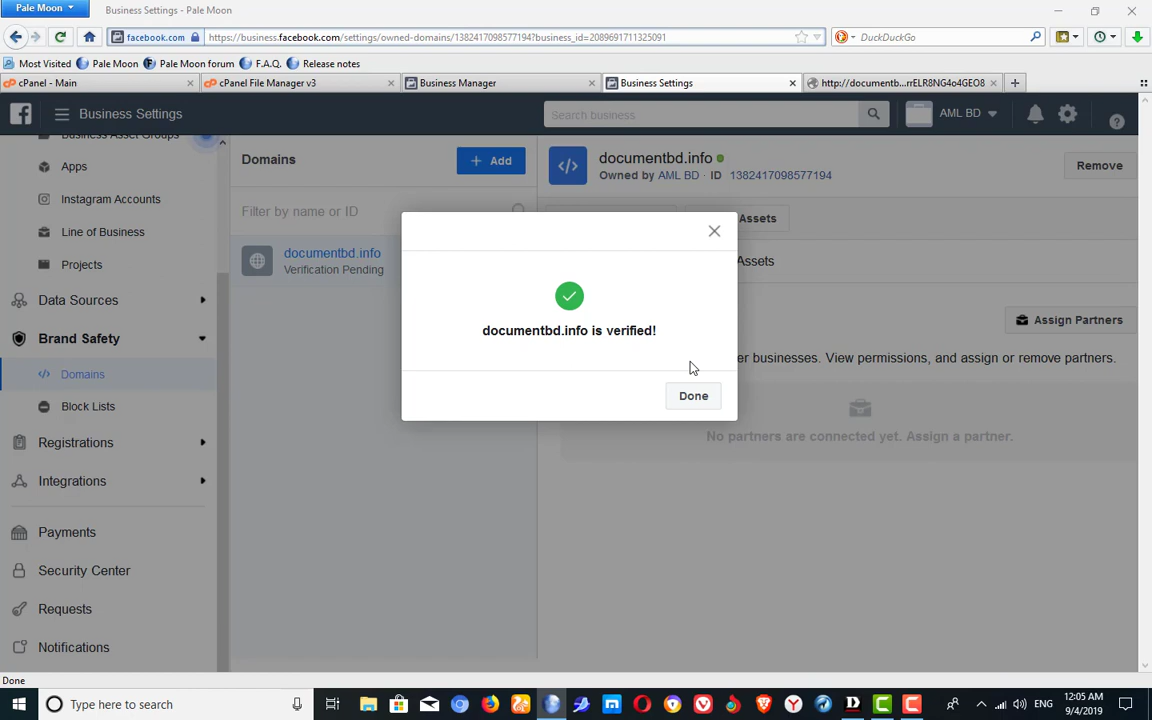 Pale Moon
Business Settings - Pale Moon
facebook.com
https://business.facebook.com/settings/owned-domains/1382417098577194?business_id=2089691711325091
DuckDuckGo
Most Visited
Pale Moon
Pale Moon forum
F.A.Q.
Release notes
cPanel - Main
cPanel File Manager v3
Business Manager
Business Settings
http://documentb...rrELR8NG4o4GEO8
Business Settings
Search business
AML BD
Business Asset Groups
Apps
Instagram Accounts
Line of Business
Projects
Data Sources
Brand Safety
Domains
Block Lists
Registrations
Integrations
Payments
Security Center
Requests
Notifications
Domains
+ Add
Filter by name or ID
documentbd.info
Verification Pending
documentbd.info
Owned by AML BD · ID 1382417098577194
Remove
Assets
Assets
Assign Partners
er businesses. View permissions, and assign or remove partners.
No partners are connected yet. Assign a partner.
documentbd.info is verified!
Done
Done
Type here to search
ENG
12:05 AM
9/4/2019